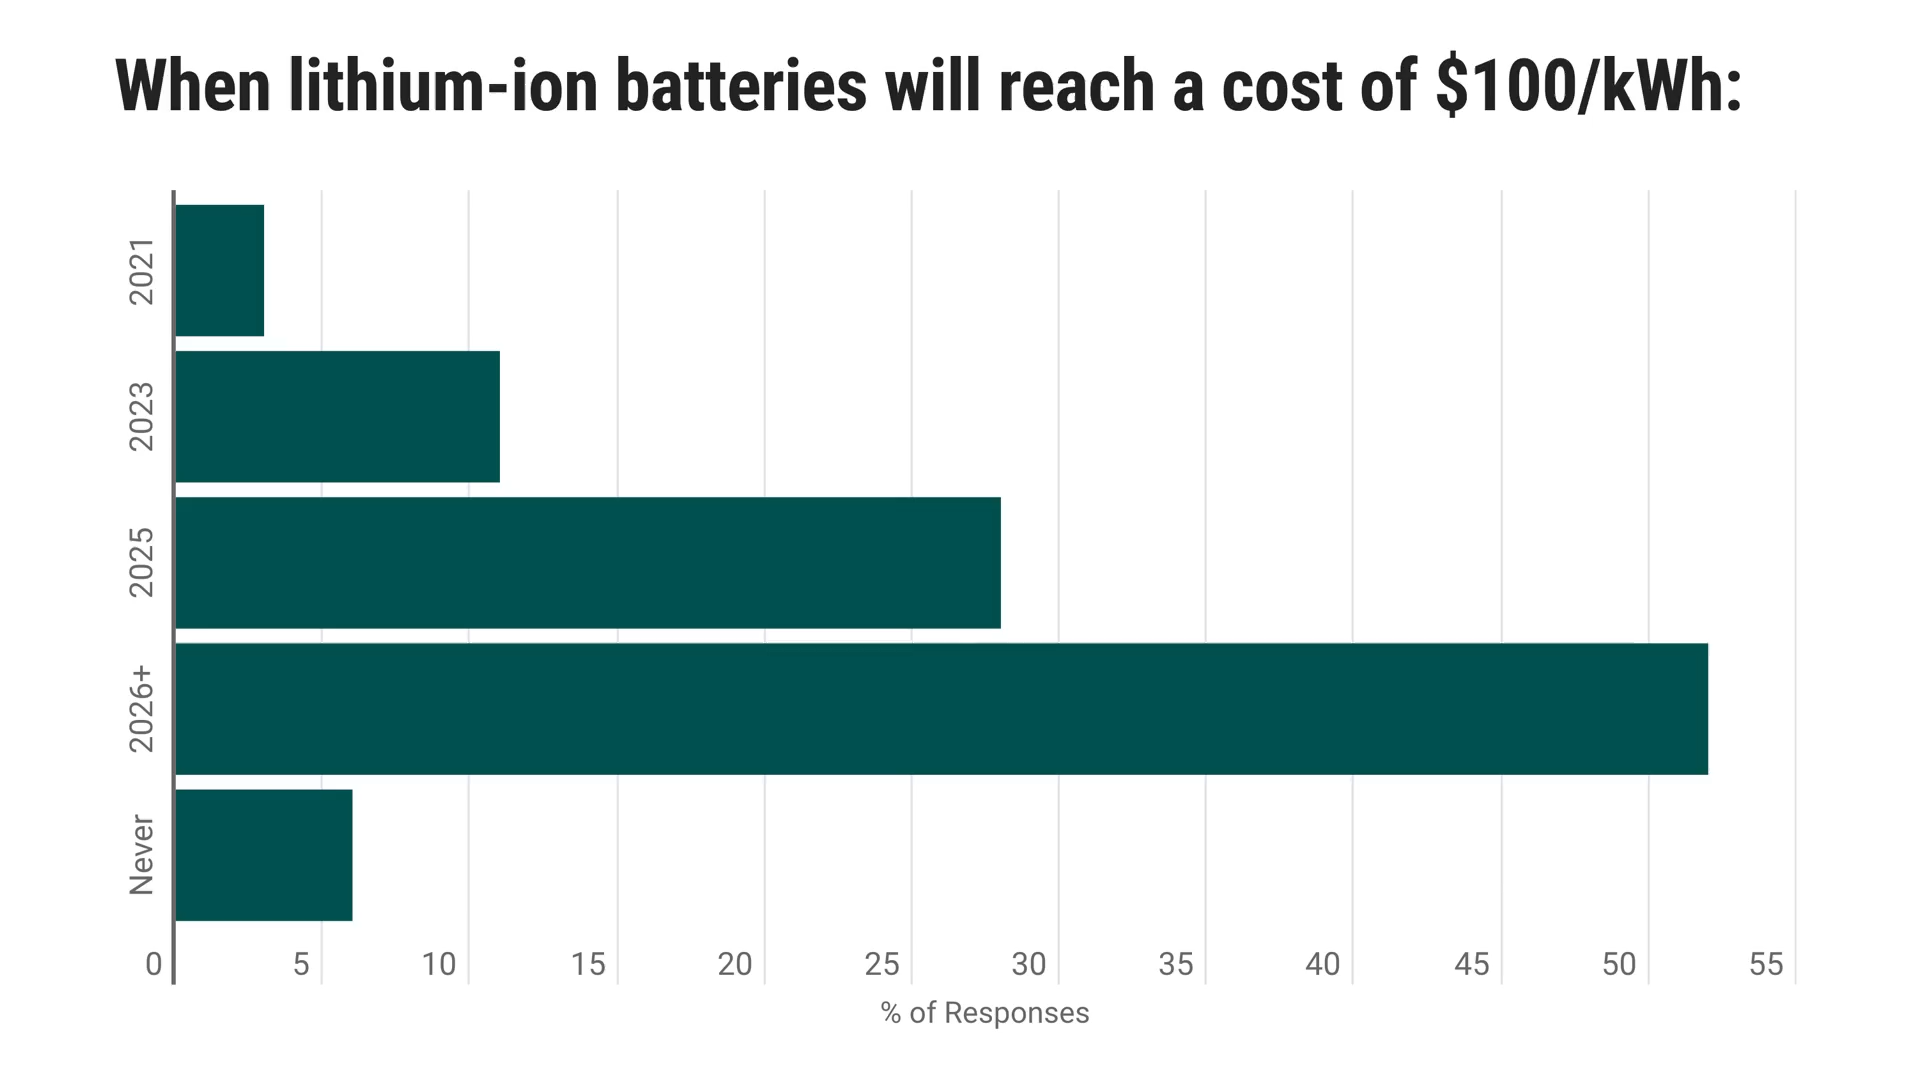 When lithium-ion batteries will reach a cost of $100/kWh:
2021
2023
2025
2026+
Never
0 5 10 15 20 25 30 35 40 45 50 55
% of Responses